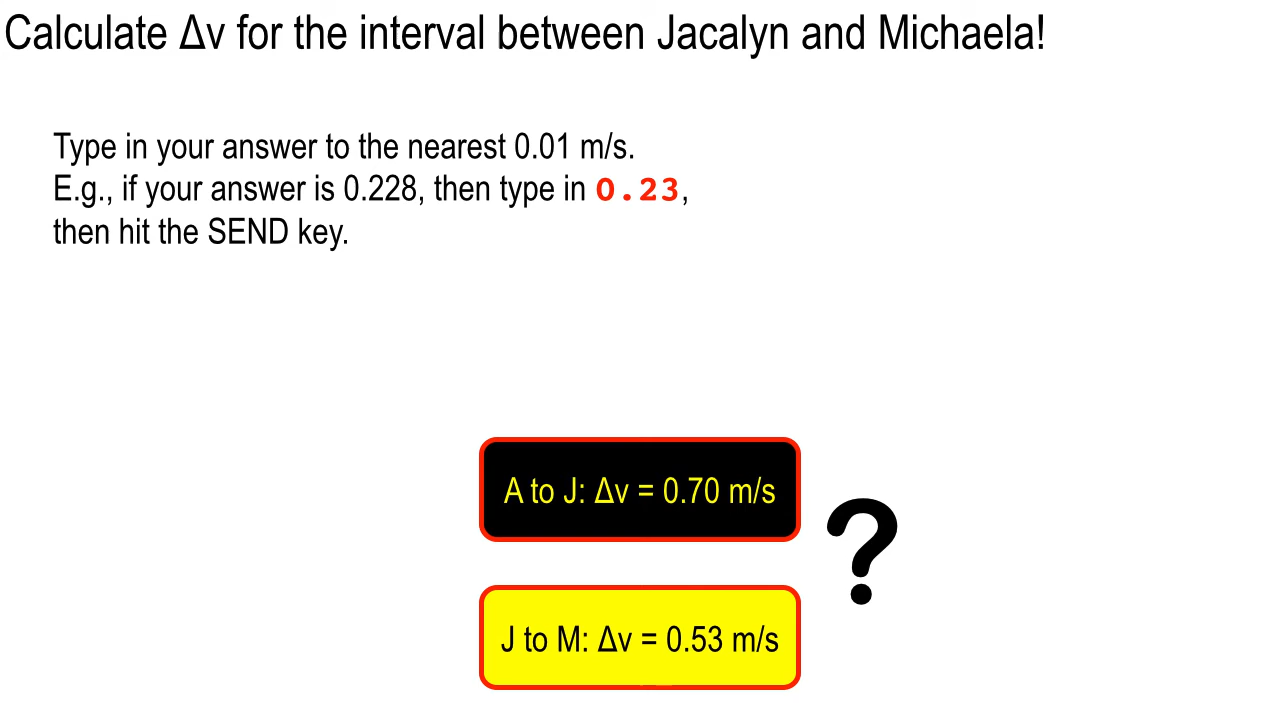 Calculate Δv for the interval between Jacalyn and Michaela!
Type in your answer to the nearest 0.01 m/s.
E.g., if your answer is 0.228, then type in 0.23,
then hit the SEND key.
A to J: Δv = 0.70 m/s
?
J to M: Δv = 0.53 m/s